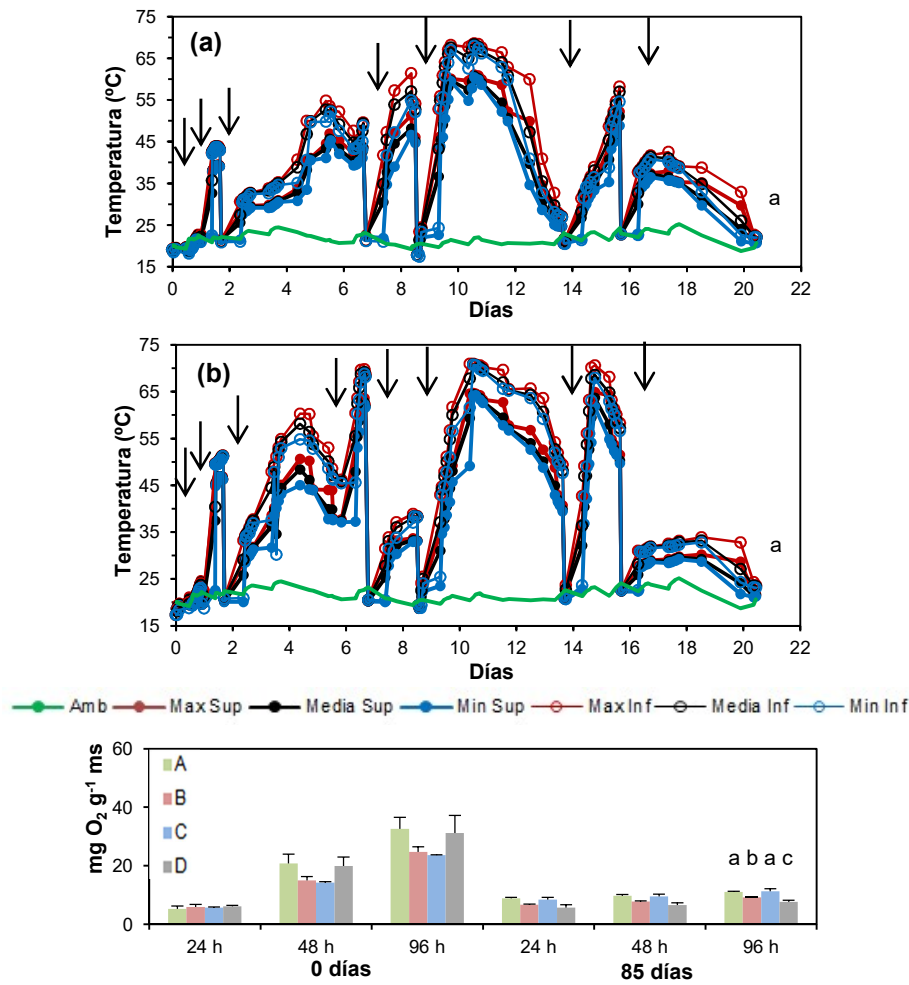 (a)
Temperatura (ºC)
75
65
55
45
35
25
15
a
0 2 4 6 8 10 12 14 16 18 20 22
Días
(b)
Temperatura (ºC)
75
65
55
45
35
25
15
a
0 2 4 6 8 10 12 14 16 18 20 22
Días
Amb Max Sup Media Sup Min Sup Max Inf Media Inf Min Inf
mg O₂ g⁻¹ ms
60
40
20
0
A
B
C
D
a b a c
24 h 48 h 96 h 24 h 48 h 96 h
0 días 85 días